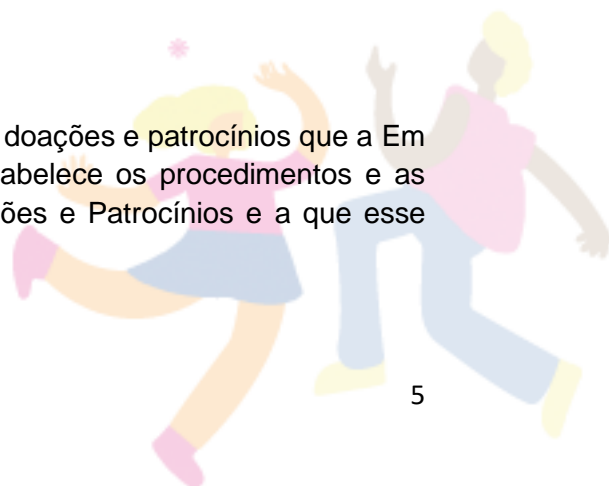 doações e patrocínios que a Em
abelece os procedimentos e as
ões e Patrocínios e a que esse
5